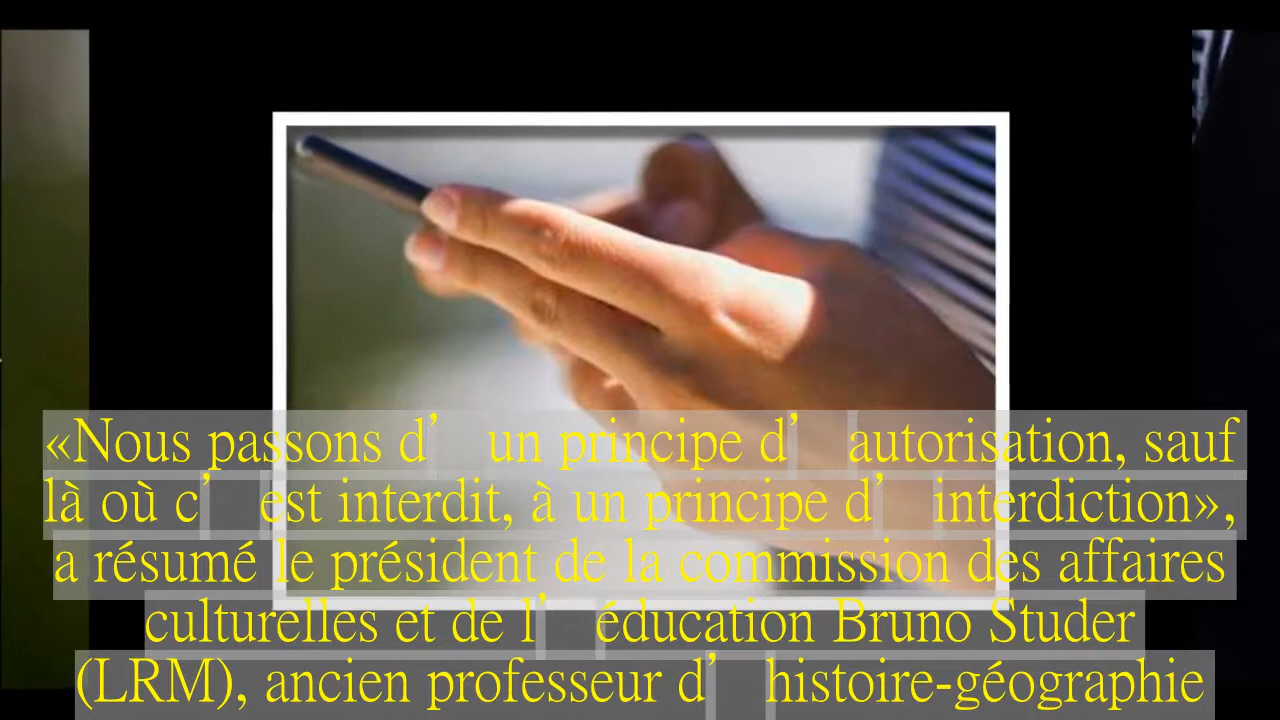 «Nous passons d’un principe d’autorisation, sauf
là où c’est interdit, à un principe d’interdiction»,
a résumé le président de la commission des affaires
culturelles et de l’éducation Bruno Studer
(LRM), ancien professeur d’histoire-géographie